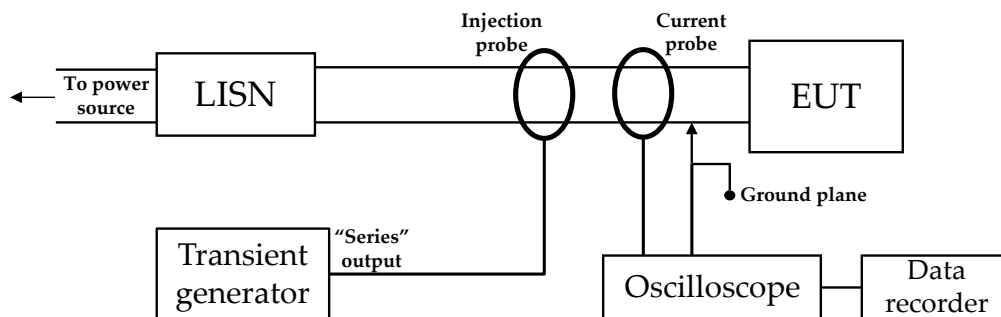 Injection
probe
Current
probe
To power
source
LISN
EUT
Ground plane
“Series”
output
Transient
generator
Oscilloscope
Data
recorder